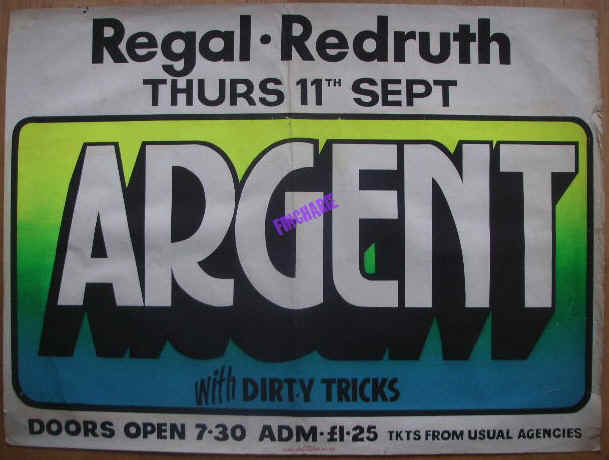 Regal · Redruth
THURS 11TH SEPT
ARGENT
FINCHARIE
with DIRTY TRICKS
DOORS OPEN 7·30 ADM·£1·25 TKTS FROM USUAL AGENCIES